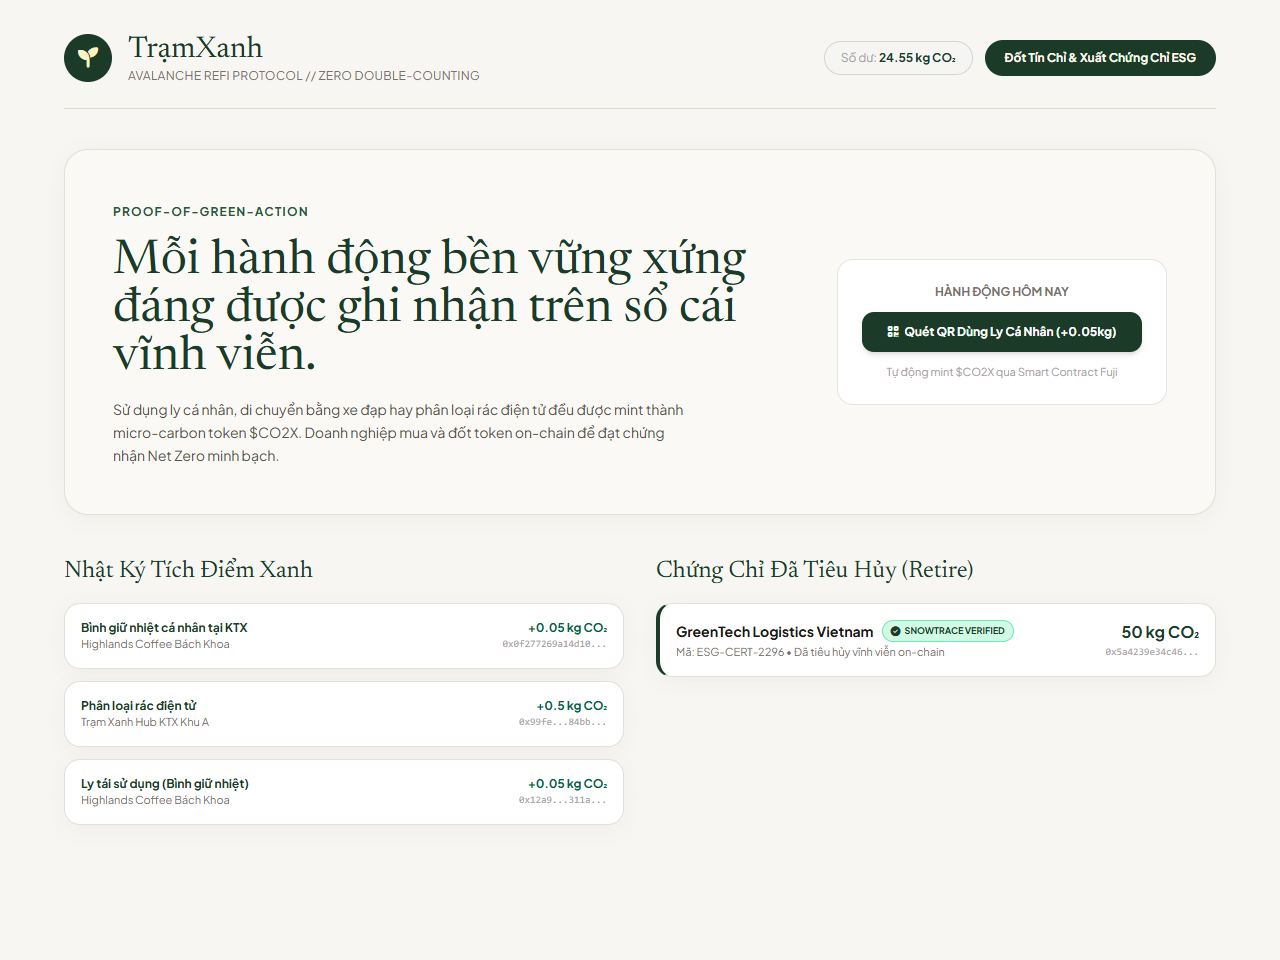 TrạmXanh
AVALANCHE REFI PROTOCOL // ZERO DOUBLE-COUNTING
Số dư: 24.55 kg CO₂
Đốt Tín Chỉ & Xuất Chứng Chỉ ESG
PROOF-OF-GREEN-ACTION
Mỗi hành động bền vững xứng
đáng được ghi nhận trên sổ cái
vĩnh viễn.
Sử dụng ly cá nhân, di chuyển bằng xe đạp hay phân loại rác điện tử đều được mint thành
micro-carbon token $CO2X. Doanh nghiệp mua và đốt token on-chain để đạt chứng
nhận Net Zero minh bạch.
HÀNH ĐỘNG HÔM NAY
Quét QR Dùng Ly Cá Nhân (+0.05kg)
Tự động mint $CO2X qua Smart Contract Fuji
Nhật Ký Tích Điểm Xanh
Bình giữ nhiệt cá nhân tại KTX
+0.05 kg CO₂
Highlands Coffee Bách Khoa
0x0f277269a14d10...
Phân loại rác điện tử
+0.5 kg CO₂
Trạm Xanh Hub KTX Khu A
0x99fe...84bb...
Ly tái sử dụng (Bình giữ nhiệt)
+0.05 kg CO₂
Highlands Coffee Bách Khoa
0x12a9...311a...
Chứng Chỉ Đã Tiêu Hủy (Retire)
GreenTech Logistics Vietnam
SNOWTRACE VERIFIED
50 kg CO₂
Mã: ESG-CERT-2296 • Đã tiêu hủy vĩnh viễn on-chain
0x5a4239e34c46...